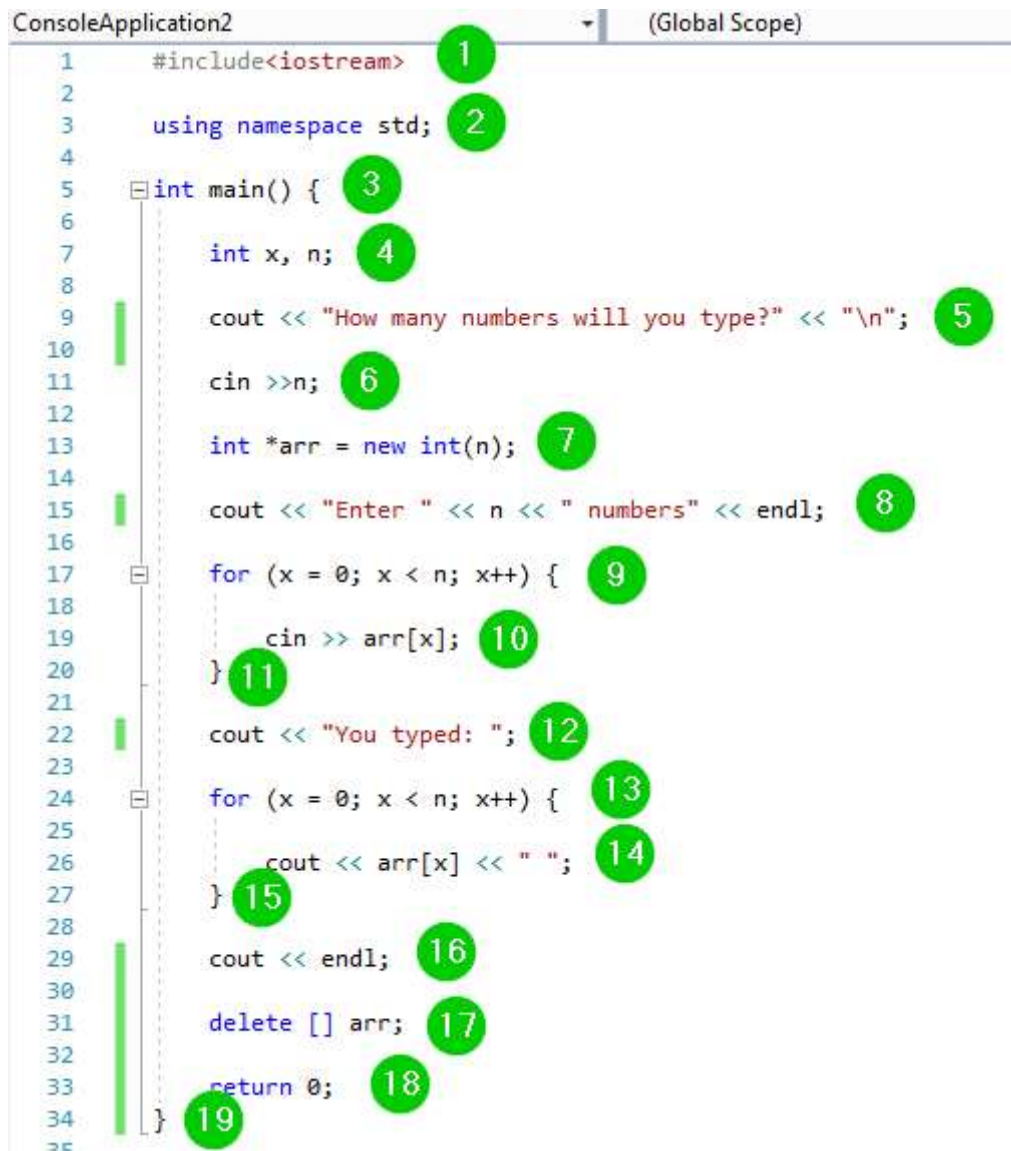 ConsoleApplication2 (Global Scope)
1 #include<iostream> 1
2
3 using namespace std; 2
4
5 int main() { 3
6
7 int x, n; 4
8
9 cout << "How many numbers will you type?" << "\n"; 5
10
11 cin >>n; 6
12
13 int *arr = new int(n); 7
14
15 cout << "Enter " << n << " numbers" << endl; 8
16
17 for (x = 0; x < n; x++) { 9
18
19 cin >> arr[x]; 10
20 } 11
21
22 cout << "You typed: "; 12
23
24 for (x = 0; x < n; x++) { 13
25
26 cout << arr[x] << " "; 14
27 } 15
28
29 cout << endl; 16
30
31 delete [] arr; 17
32
33 return 0; 18
34 } 19
35